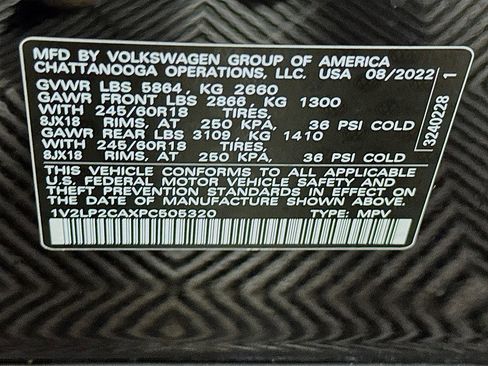 MFD BY VOLKSWAGEN GROUP OF AMERICA
CHATTANOOGA OPERATIONS, LLC. USA 08/2022
GVWR LBS 5864 , KG 2660
GAWR FRONT LBS 2866 , KG 1300
WITH 245/60R18 TIRES,
8JX18 RIMS, AT 250 KPA, 36 PSI COLD
GAWR REAR LBS 3109 , KG 1410
WITH 245/60R18 TIRES,
8JX18 RIMS, AT 250 KPA, 36 PSI COLD
THIS VEHICLE CONFORMS TO ALL APPLICABLE
U.S. FEDERAL MOTOR VEHICLE SAFETY AND
THEFT PREVENTION STANDARDS IN EFFECT ON
THE DATE OF MANUFACTURE SHOWN ABOVE.
1V2LP2CAXPC505320 TYPE: MPV
3240228 1